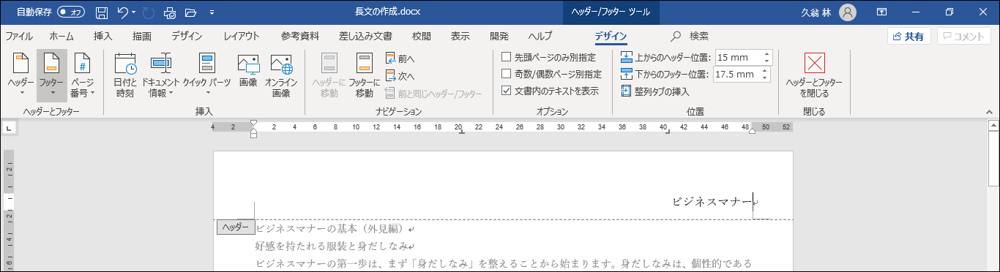 自動保存 オフ 長文の作成.docx ヘッダー/フッター ツール 久翁 林
ファイル ホーム 挿入 描画 デザイン レイアウト 参考資料 差し込み文書 校閲 表示 開発 ヘルプ デザイン 検索 共有 コメント
ヘッダー フッター ページ番号 日付と時刻 ドキュメント情報 クイック パーツ 画像 オンライン画像 ヘッダーに移動 フッターに移動
前へ
次へ
前と同じヘッダー/フッター
先頭ページのみ別指定
奇数/偶数ページ別指定
文書内のテキストを表示
上からのヘッダー位置: 15 mm
下からのフッター位置: 17.5 mm
整列タブの挿入
ヘッダーとフッターを閉じる
ヘッダーとフッター 挿入 ナビゲーション オプション 位置 閉じる
4 2 2 4 6 8 10 12 14 16 18 20 22 24 26 28 30 32 34 36 38 40 42 44 46 48 50 52
2
2
4
6
ビジネスマナー
ヘッダー
ビジネスマナーの基本（外見編）
好感を持たれる服装と身だしなみ
ビジネスマナーの第一歩は、まず「身だしなみ」を整えることから始まります。身だしなみは、個性的である